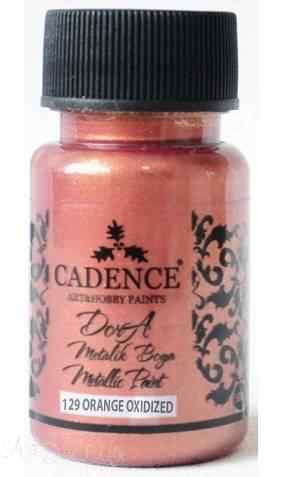 CADENCE
ART&HOBBY PAINTS
Dora
Metalik Boya
Metallic Paint
129 ORANGE OXIDIZED